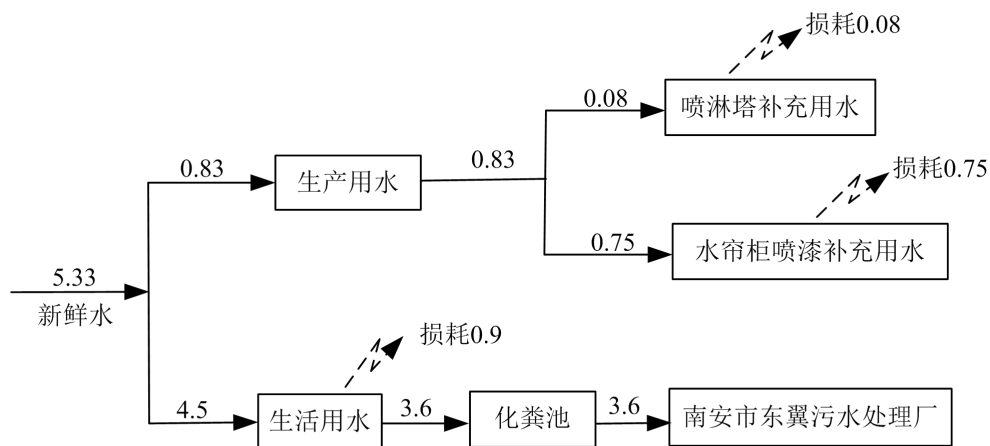 损耗0.08
0.08
喷淋塔补充用水
0.83
生产用水
0.83
损耗0.75
0.75
水帘柜喷漆补充用水
5.33
新鲜水
损耗0.9
4.5
生活用水
3.6
化粪池
3.6
南安市东翼污水处理厂